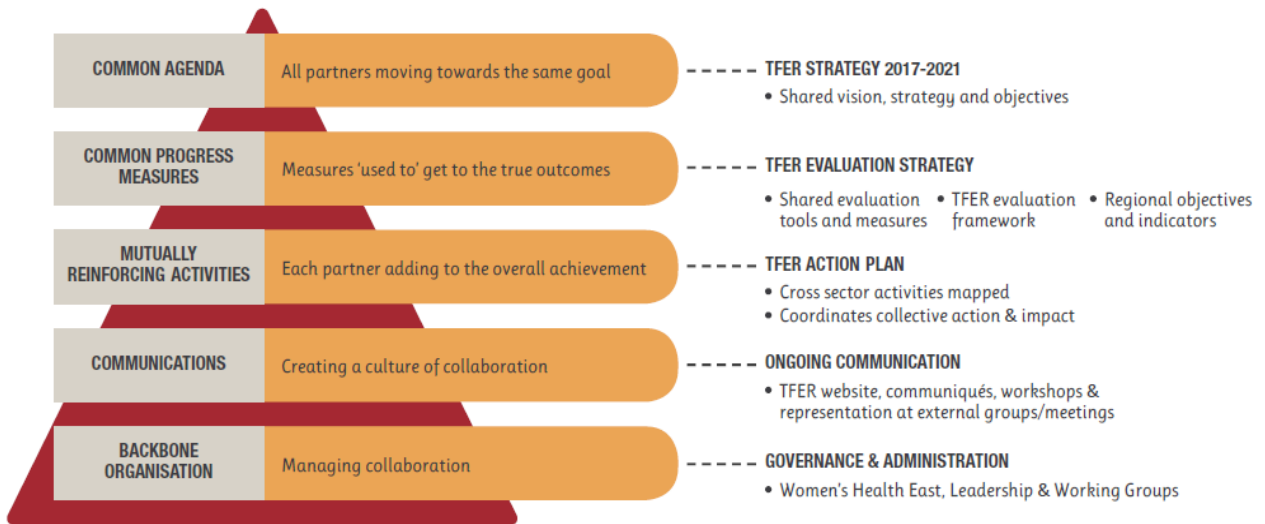 COMMON AGENDA
All partners moving towards the same goal
TFER STRATEGY 2017-2021
• Shared vision, strategy and objectives
COMMON PROGRESS
MEASURES
Measures ‘used to’ get to the true outcomes
TFER EVALUATION STRATEGY
• Shared evaluation
tools and measures
• TFER evaluation
framework
• Regional objectives
and indicators
MUTUALLY
REINFORCING ACTIVITIES
Each partner adding to the overall achievement
TFER ACTION PLAN
• Cross sector activities mapped
• Coordinates collective action & impact
COMMUNICATIONS
Creating a culture of collaboration
ONGOING COMMUNICATION
• TFER website, communiqués, workshops &
representation at external groups/meetings
BACKBONE
ORGANISATION
Managing collaboration
GOVERNANCE & ADMINISTRATION
• Women's Health East, Leadership & Working Groups